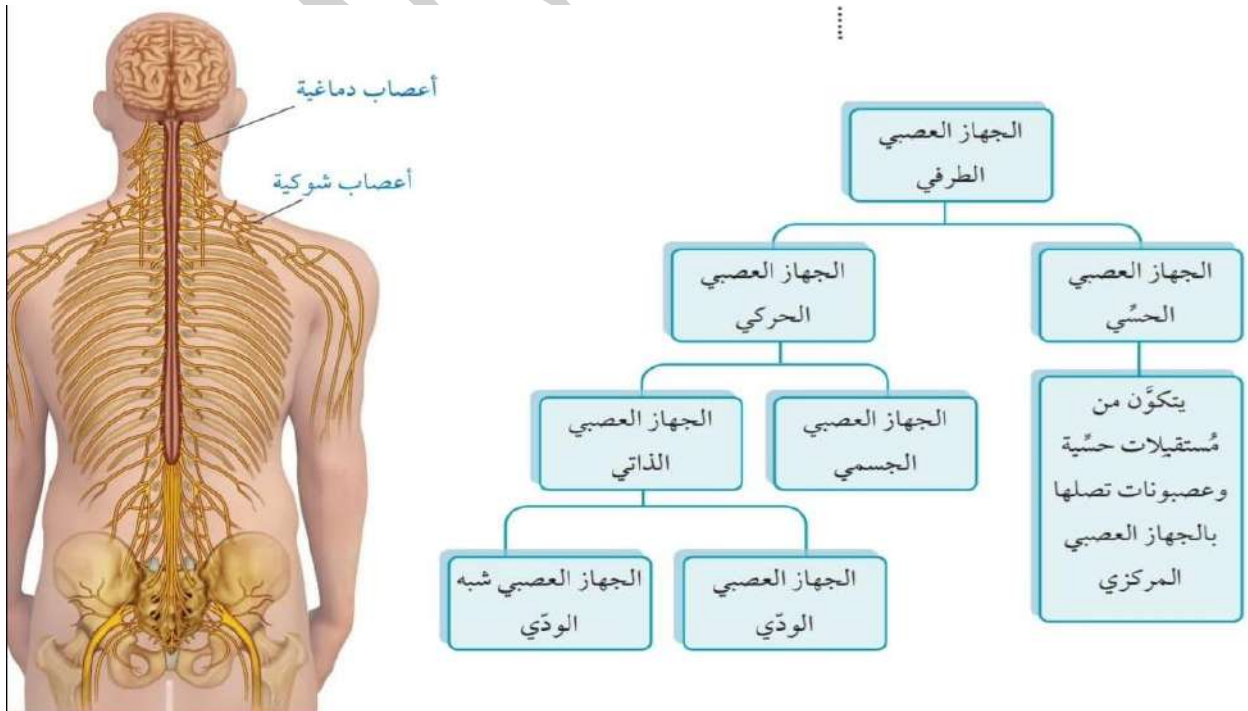 أعصاب دماغية
أعصاب شوكية
الجهاز العصبي
الطرفي
الجهاز العصبي
الحسِّي
الجهاز العصبي
الحركي
يتكوَّن من
مُستقيلات حسِّية
وعصبونات تصلها
بالجهاز العصبي
المركزي
الجهاز العصبي
الجسمي
الجهاز العصبي
الذاتي
الجهاز العصبي
الودّي
الجهاز العصبي شبه
الودّي